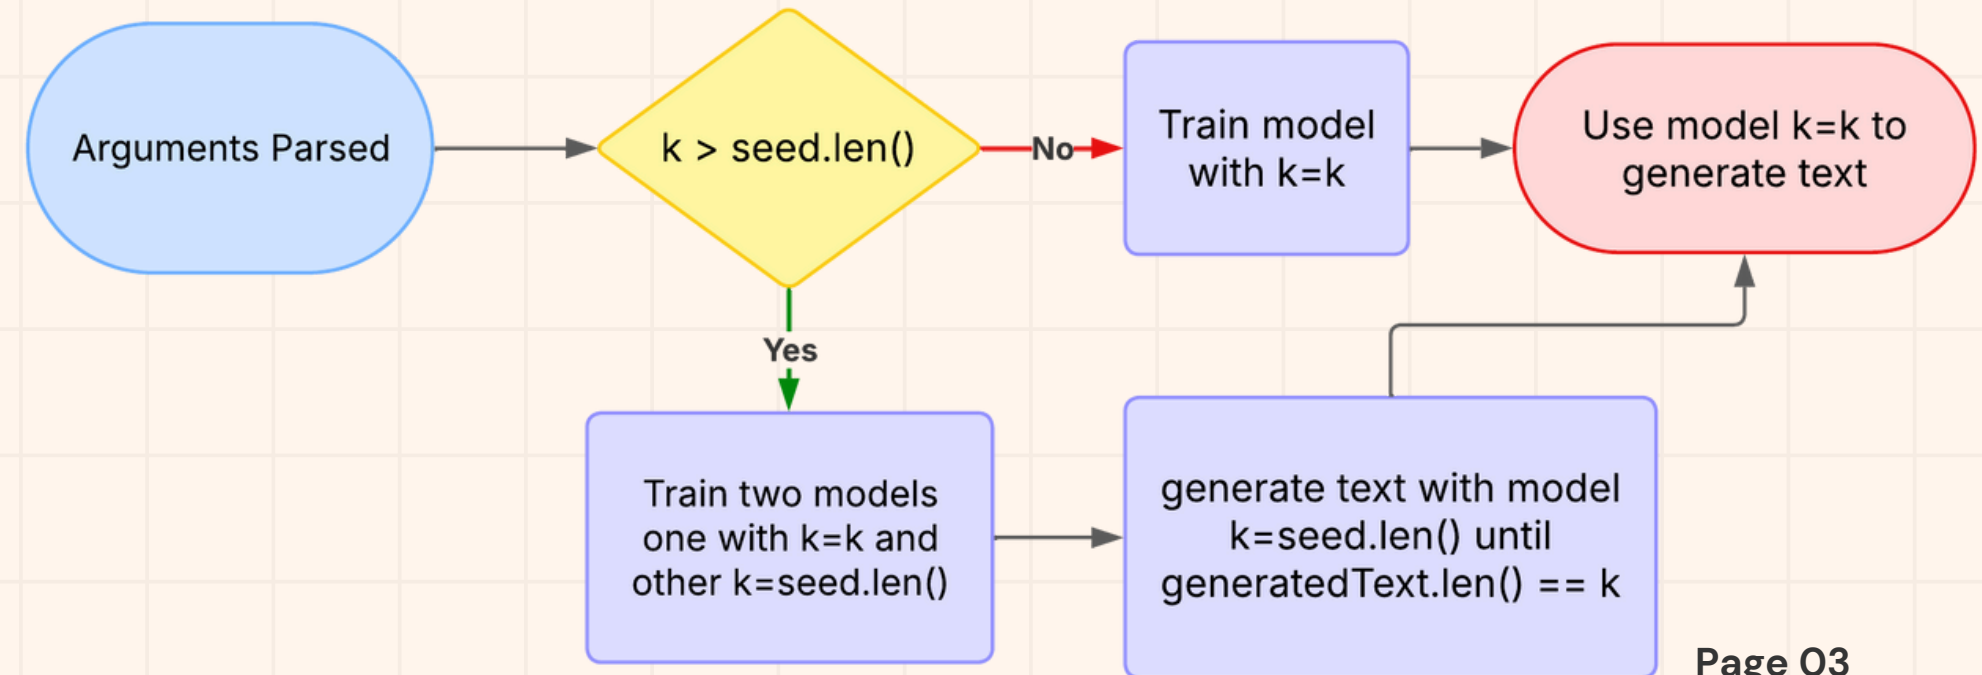 Arguments Parsed
k > seed.len()
No
Train model
with k=k
Use model k=k to
generate text
Yes
Train two models
one with k=k and
other k=seed.len()
generate text with model
k=seed.len() until
generatedText.len() == k
Page 03